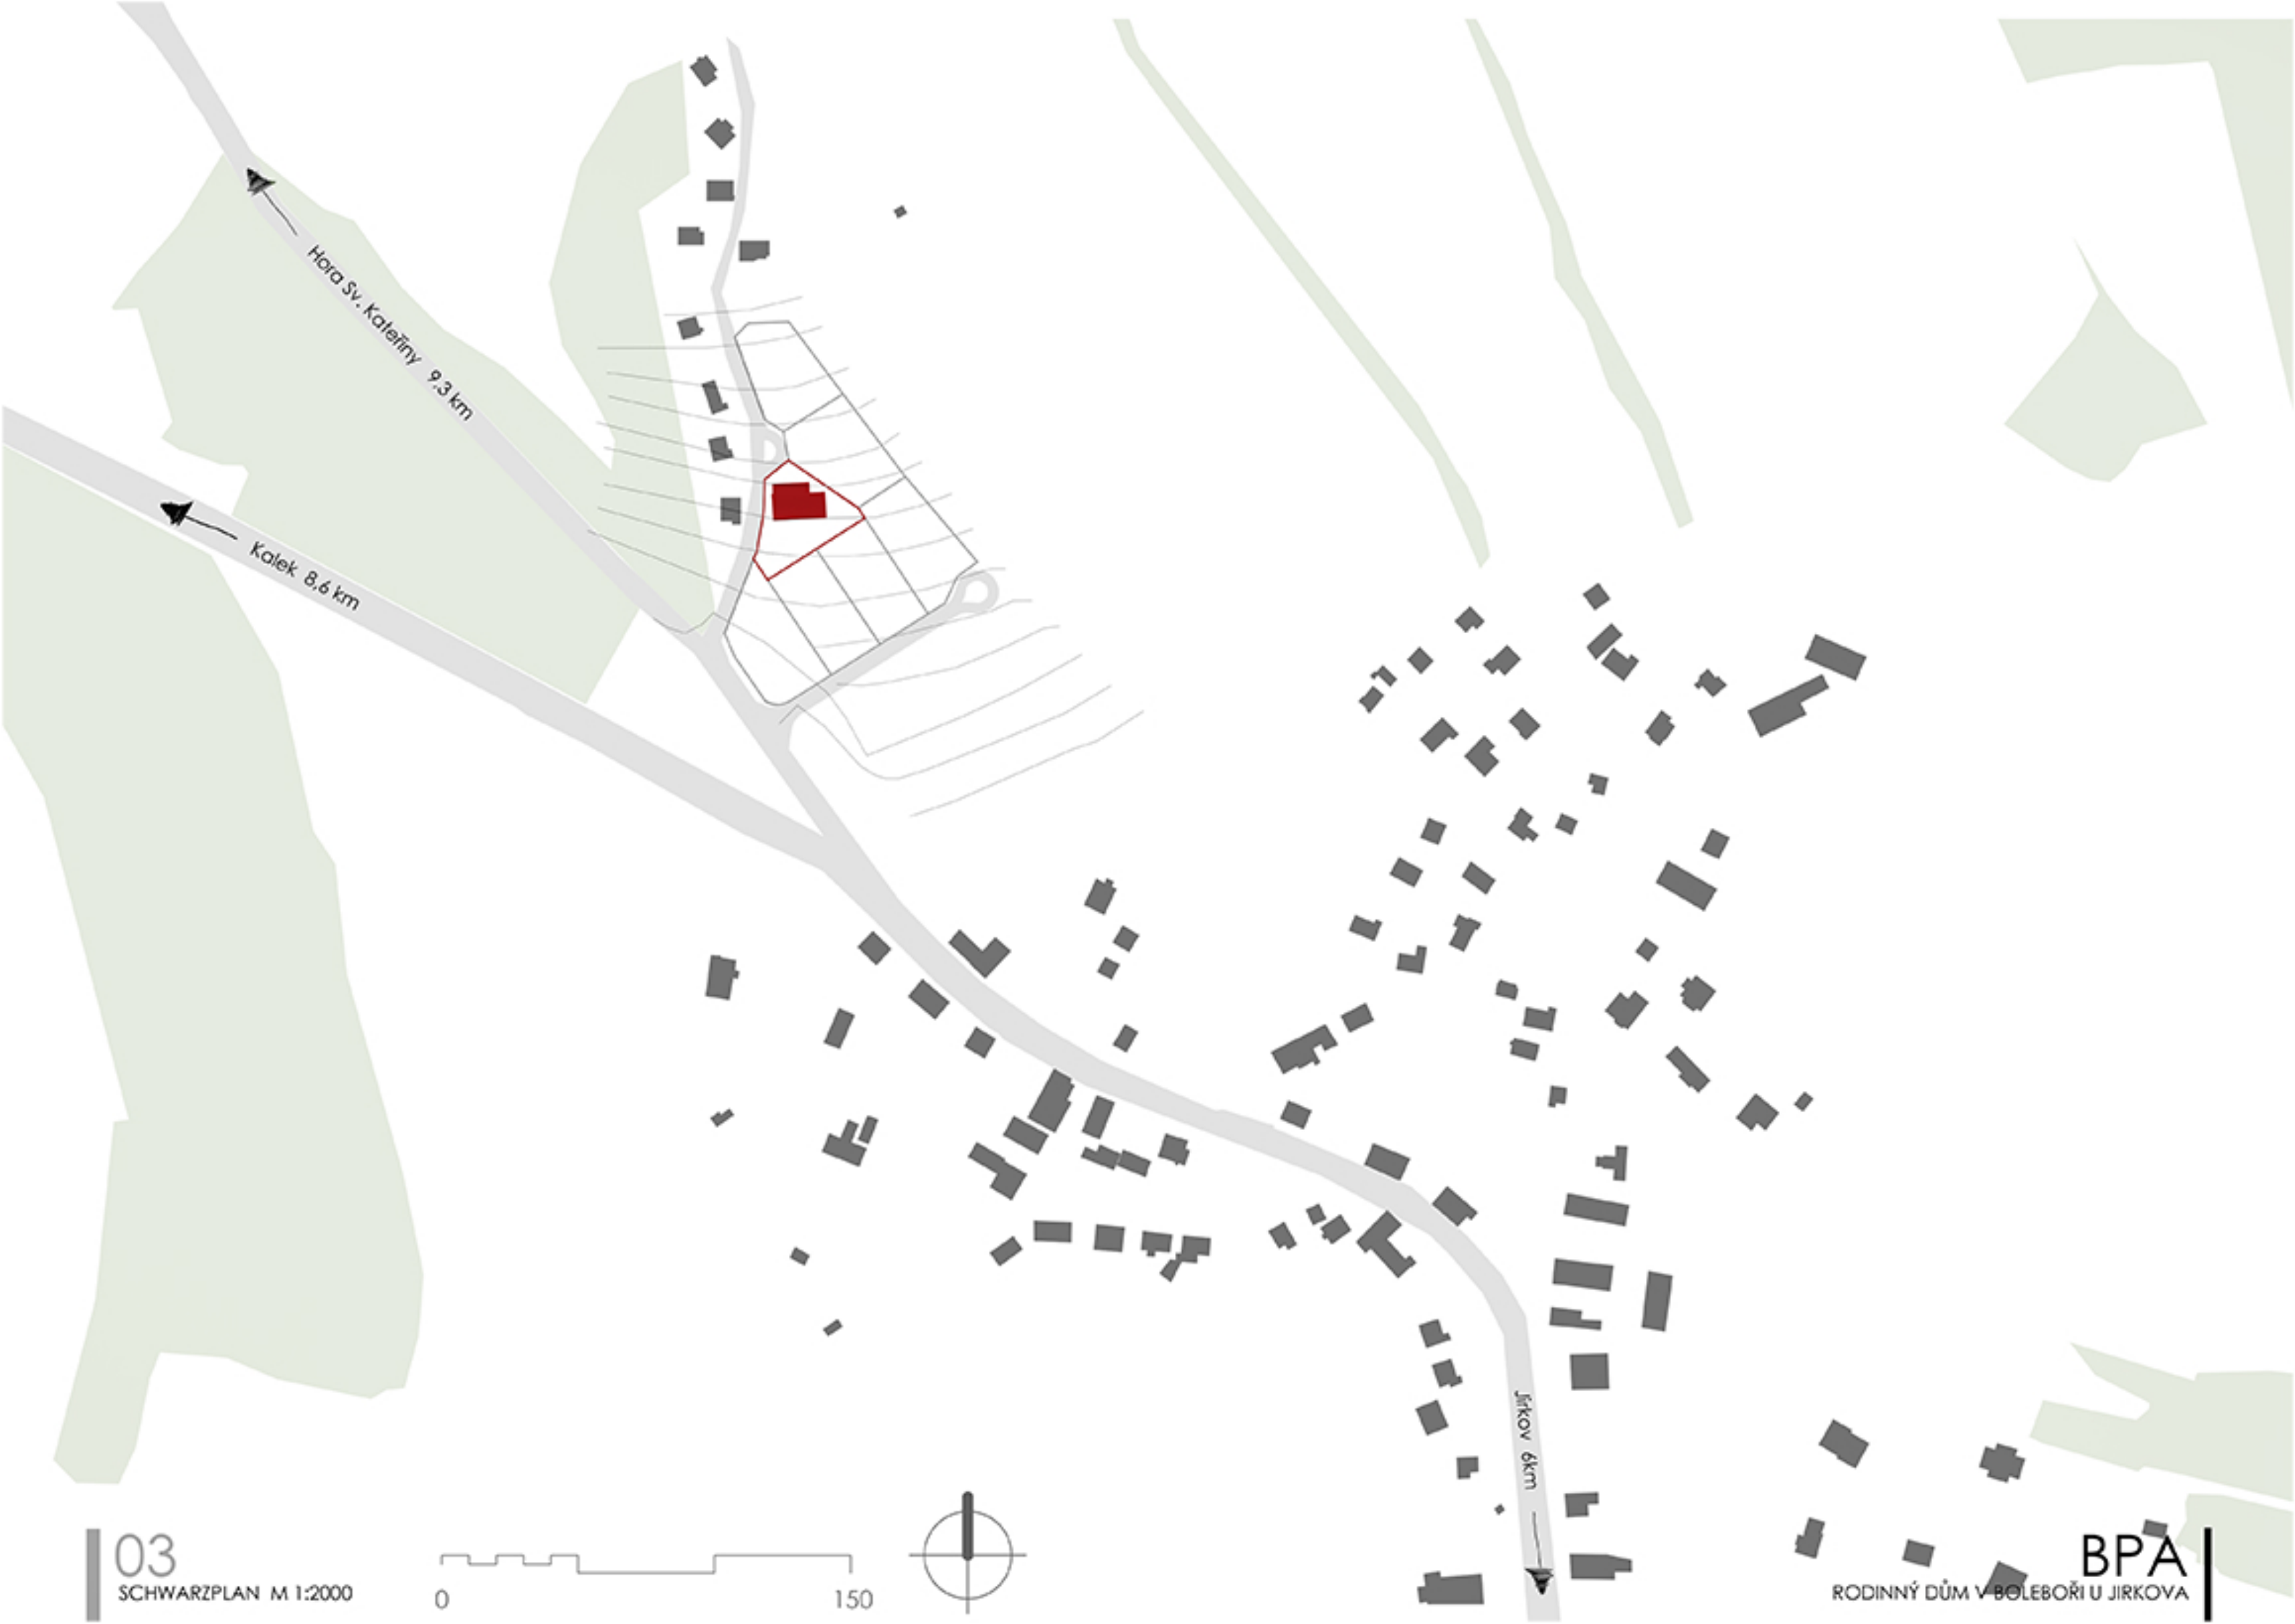 Hora Sv. Kateřiny 9,3 km
Kalek 8,6 km
Jirkov 6km
03
SCHWARZPLAN M 1:2000
0
150
BPA
RODINNÝ DŮM V BOLEBOŘI U JIRKOVA